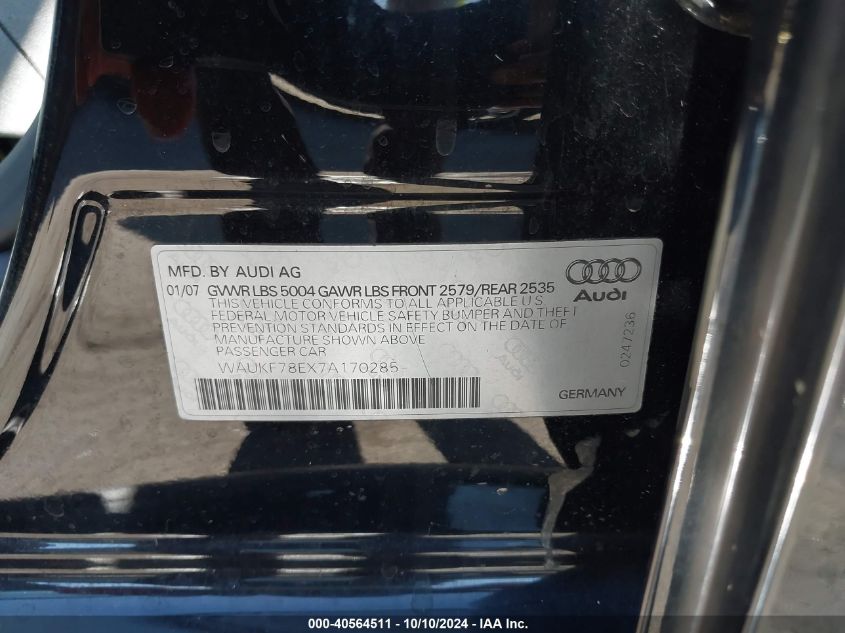 MFD. BY AUDI AG
01/07 GVWR LBS 5004 GAWR LBS FRONT 2579/REAR 2535
THIS VEHICLE CONFORMS TO ALL APPLICABLE U S
FEDERAL MOTOR VEHICLE SAFETY BUMPER AND THEFT
PREVENTION STANDARDS IN EFFECT ON THE DATE OF
MANUFACTURE SHOWN ABOVE
PASSENGER CAR
WAUKF78EX7A170285
Audi
0247236
GERMANY
000-40564511 - 10/10/2024 - IAA Inc.